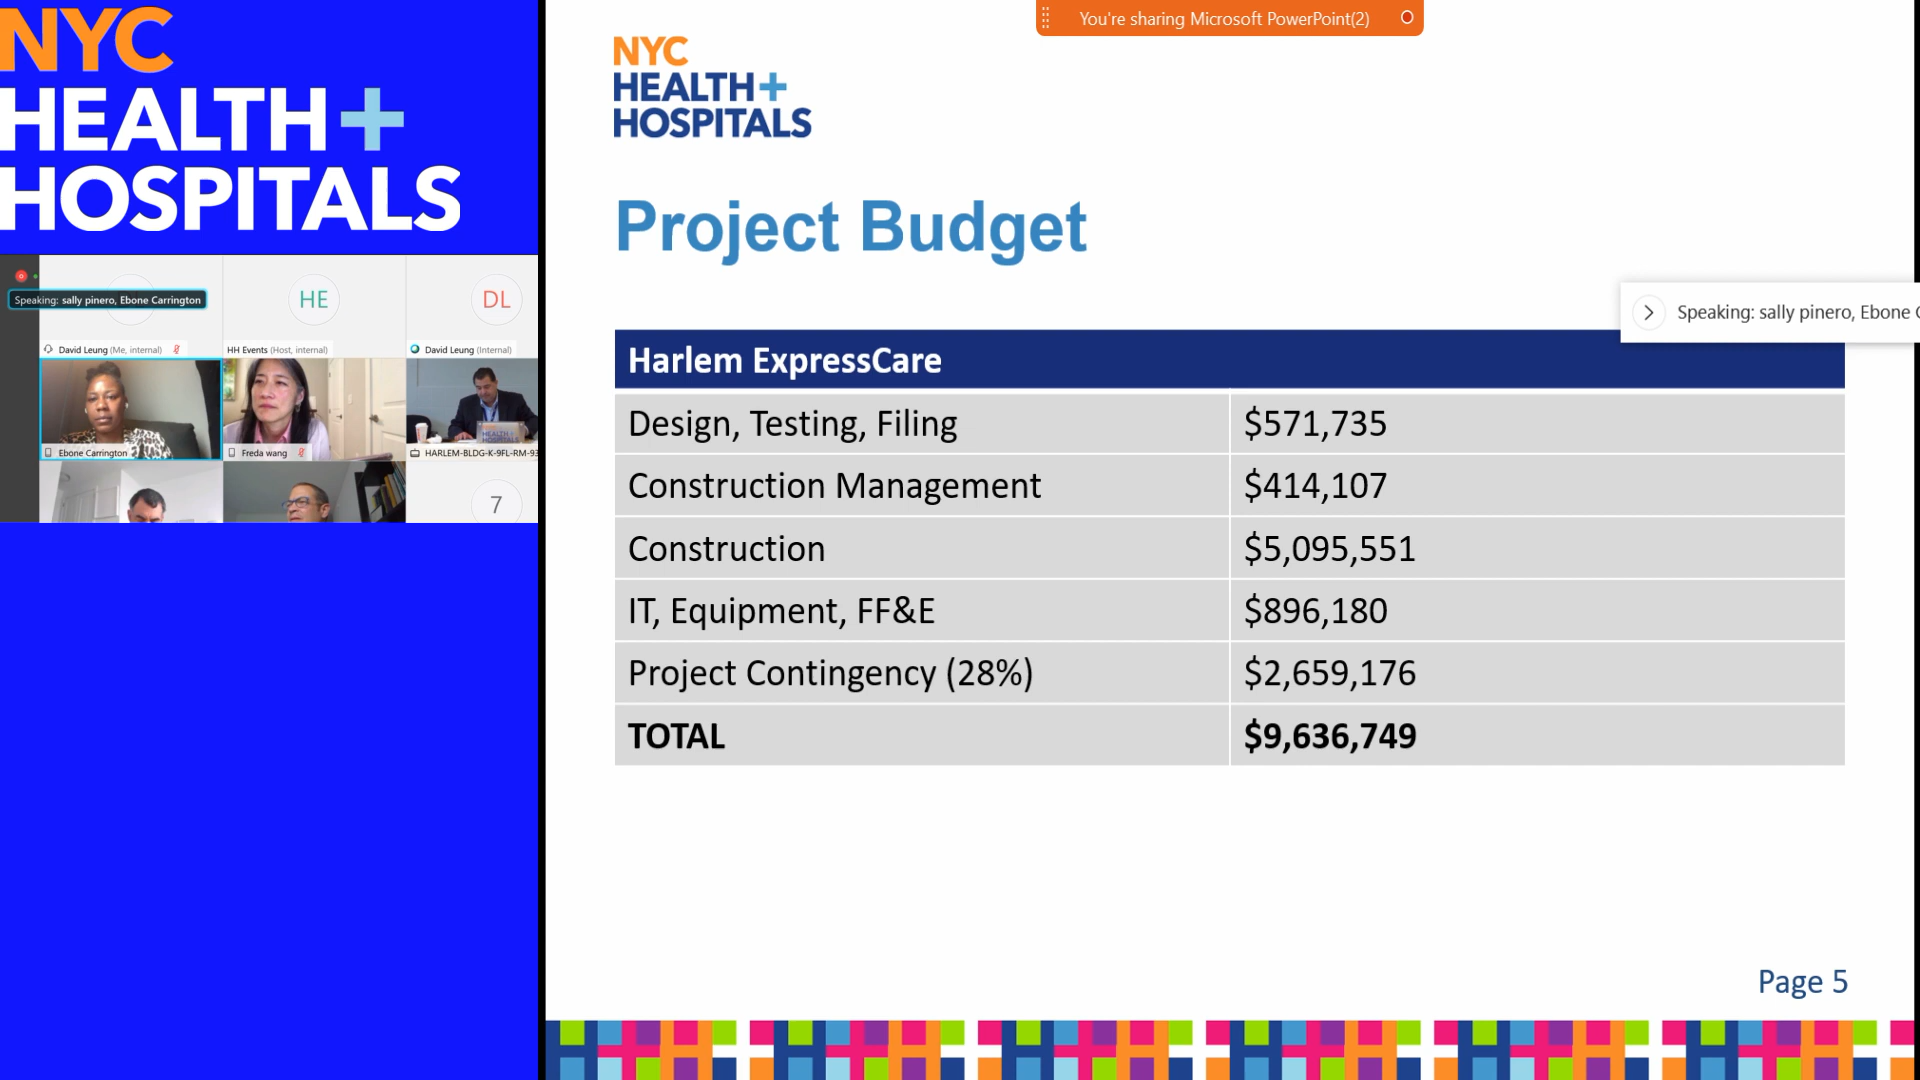 NYC
HEALTH+
HOSPITALS
Speaking: sally pinero, Ebone Carrington
HE
DL
David Leung (Me, internal)
HH Events (Host, internal)
David Leung (Internal)
Ebone Carrington
Freda wang
HARLEM-BLDG-K-9FL-RM-93
7
You're sharing Microsoft PowerPoint(2)
NYC
HEALTH+
HOSPITALS
Project Budget
Speaking: sally pinero, Ebone
Harlem ExpressCare
Design, Testing, Filing $571,735
Construction Management $414,107
Construction $5,095,551
IT, Equipment, FF&E $896,180
Project Contingency (28%) $2,659,176
TOTAL $9,636,749
Page 5